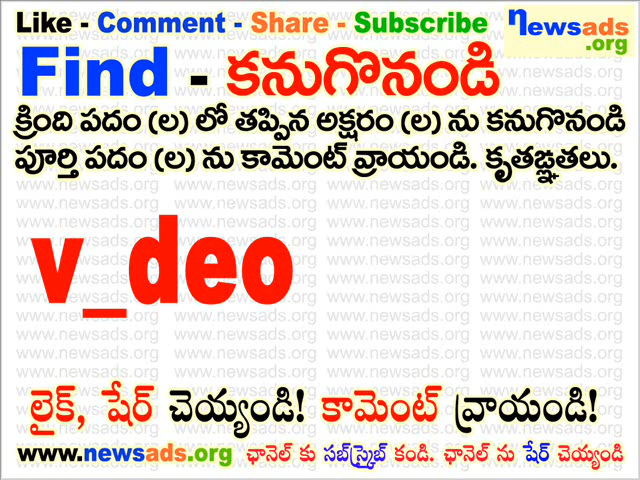 Like - Comment - Share - Subscribe
newsads
.org
Find - కనుగొనండి
క్రింది పదం (ల) లో తప్పిన అక్షరం (ల) ను కనుగొనండి
పూర్తి పదం (ల) ను కామెంట్ వ్రాయండి. కృతజ్ఞతలు.
v_deo
లైక్, షేర్ చెయ్యండి! కామెంట్ వ్రాయండి!
www.newsads.org ఛానెల్ కు సబ్‌స్క్రైబ్ కండి. ఛానెల్ ను షేర్ చెయ్యండి